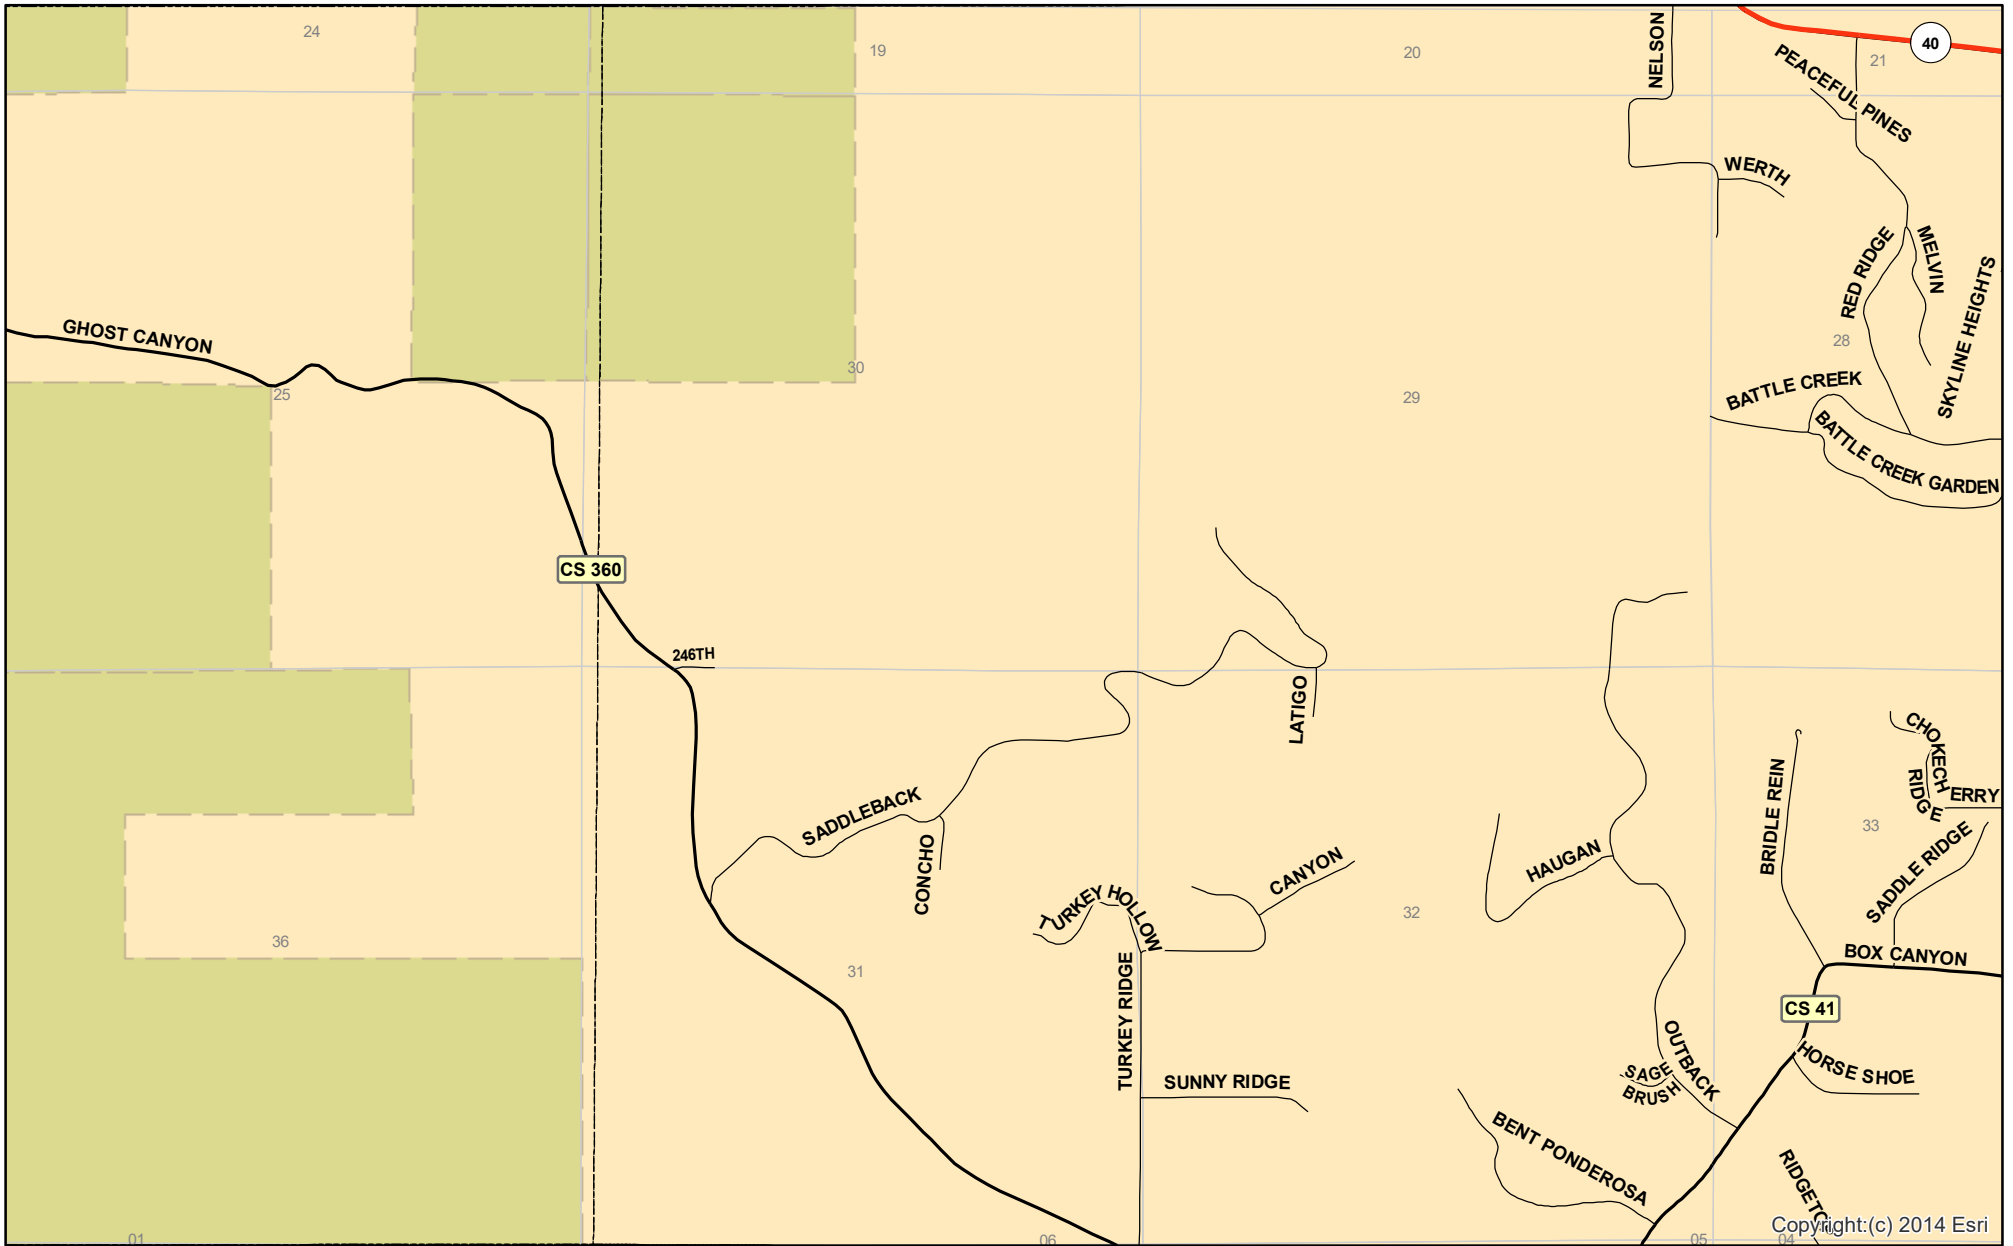 24
19
20
NELSON
40
21
PEACEFUL PINES
WERTH
RED RIDGE
MELVIN
SKYLINE HEIGHTS
GHOST CANYON
25
30
29
28
BATTLE CREEK
BATTLE CREEK GARDEN
CS 360
246TH
LATIGO
SADDLEBACK
CONCHO
TURKEY HOLLOW
CANYON
HAUGAN
BRIDLE REIN
CHOKECH
ERRY
RIDGE
33
SADDLE RIDGE
36
31
32
TURKEY RIDGE
BOX CANYON
CS 41
OUTBACK
HORSE SHOE
SAGE
BRUSH
SUNNY RIDGE
BENT PONDEROSA
Copyright:(c) 2014 Esri
01
06
05
04